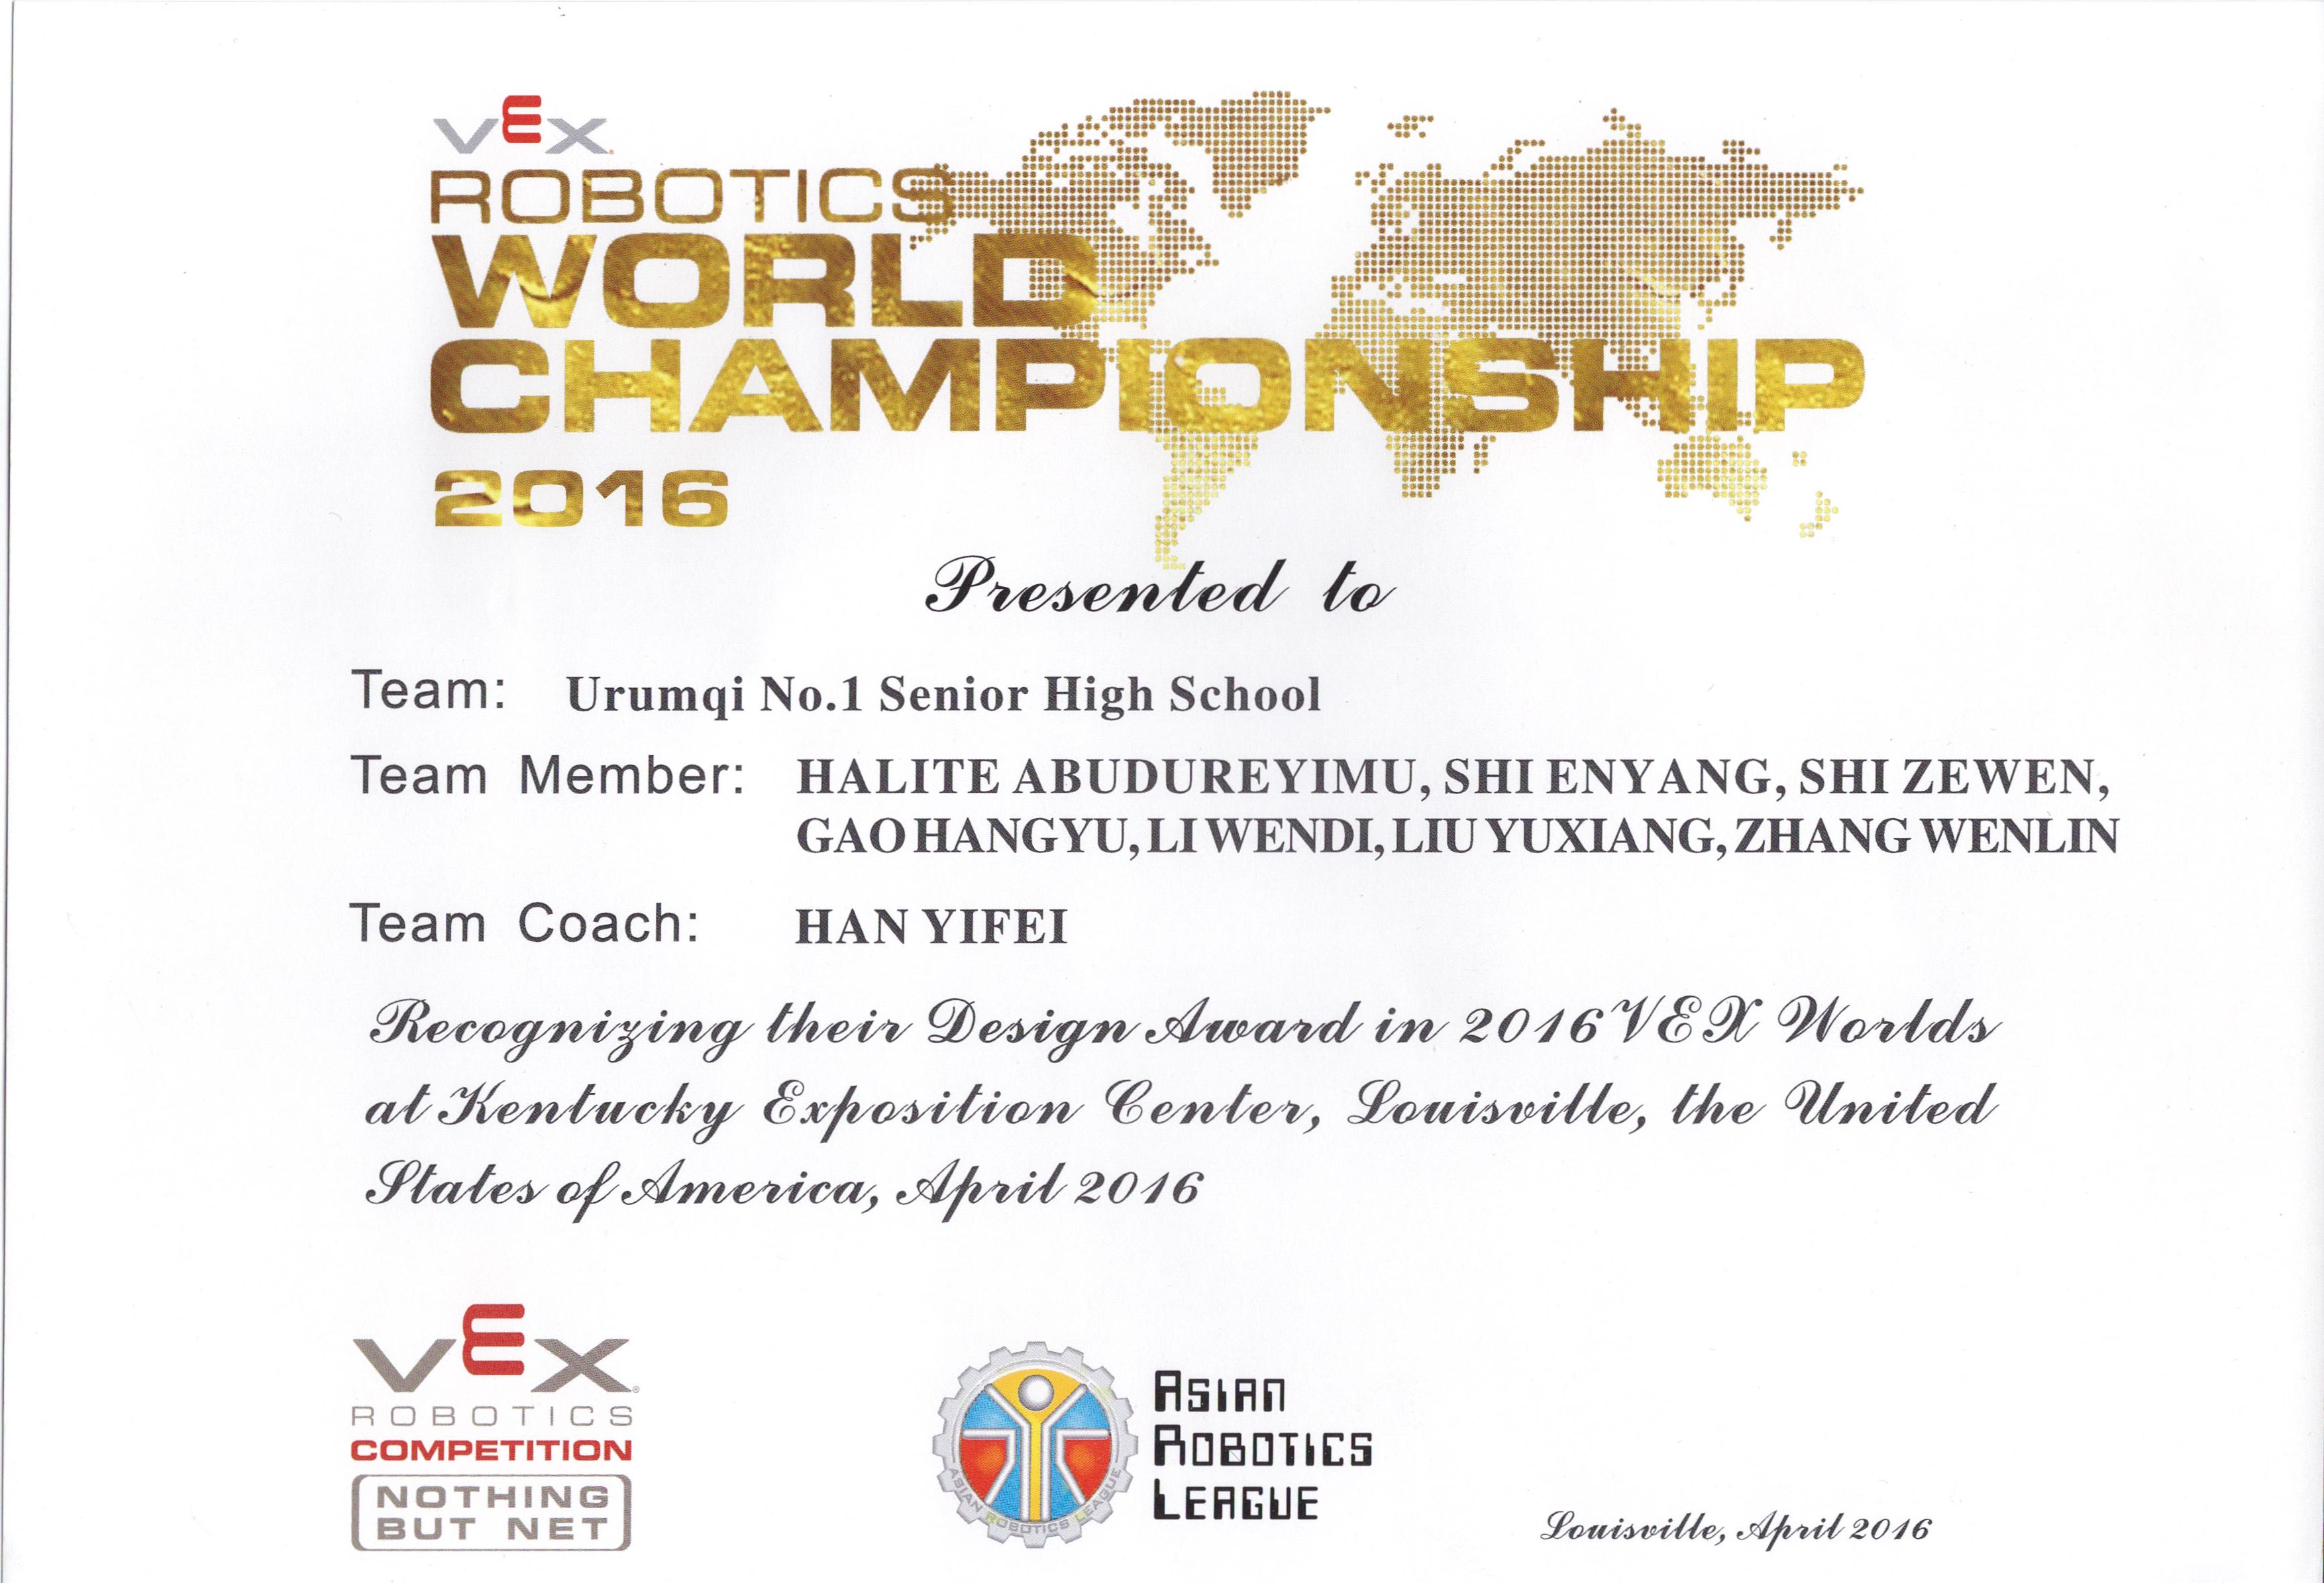 VEX
ROBOTICS
WORLD
CHAMPIONSHIP
2016
Presented to
Team: Urumqi No.1 Senior High School
Team Member: HALITE ABUDUREYIMU, SHI ENYANG, SHI ZEWEN,
GAO HANGYU, LI WENDI, LIU YUXIANG, ZHANG WENLIN
Team Coach: HAN YIFEI
Recognizing their Design Award in 2016 VEX Worlds
at Kentucky Exposition Center, Louisville, the United
States of America, April 2016
VEX
ROBOTICS
COMPETITION
NOTHING
BUT NET
ASIAN ROBOTICS LEAGUE
ASIAN
ROBOTICS
LEAGUE
Louisville, April 2016